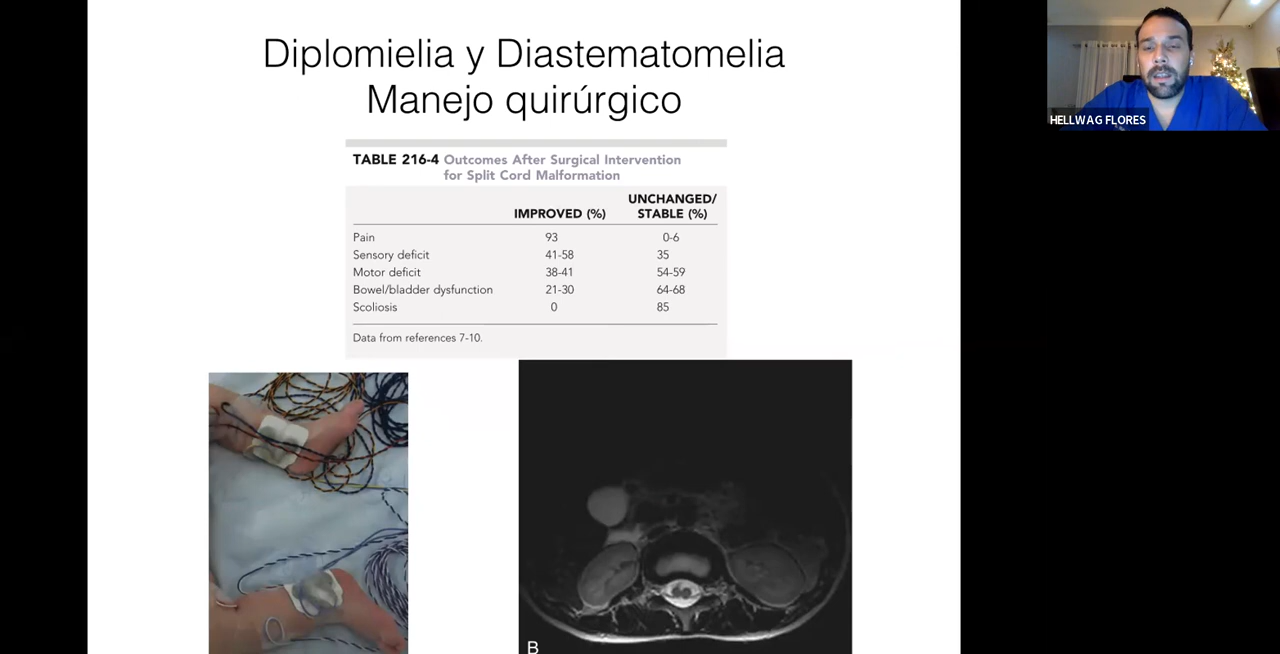 Diplomielia y Diastematomelia
Manejo quirúrgico
TABLE 216-4 Outcomes After Surgical Intervention
for Split Cord Malformation
UNCHANGED/
IMPROVED (%) STABLE (%)
Pain 93 0-6
Sensory deficit 41-58 35
Motor deficit 38-41 54-59
Bowel/bladder dysfunction 21-30 64-68
Scoliosis 0 85
Data from references 7-10.
B
HELLWAG FLORES